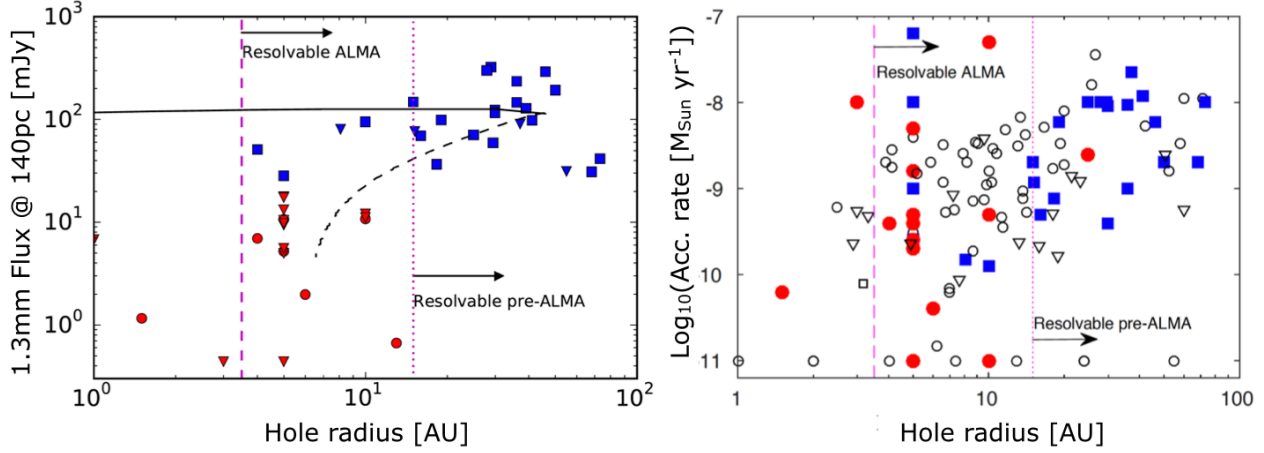 10³
10²
10¹
10⁰
1.3mm Flux @ 140pc [mJy]
Resolvable ALMA
Resolvable pre-ALMA
10⁰ 10¹ 10²
Hole radius [AU]
-7
-8
-9
-10
-11
Log₁₀(Acc. rate [M_Sun yr⁻¹])
Resolvable ALMA
Resolvable pre-ALMA
1 10 100
Hole radius [AU]